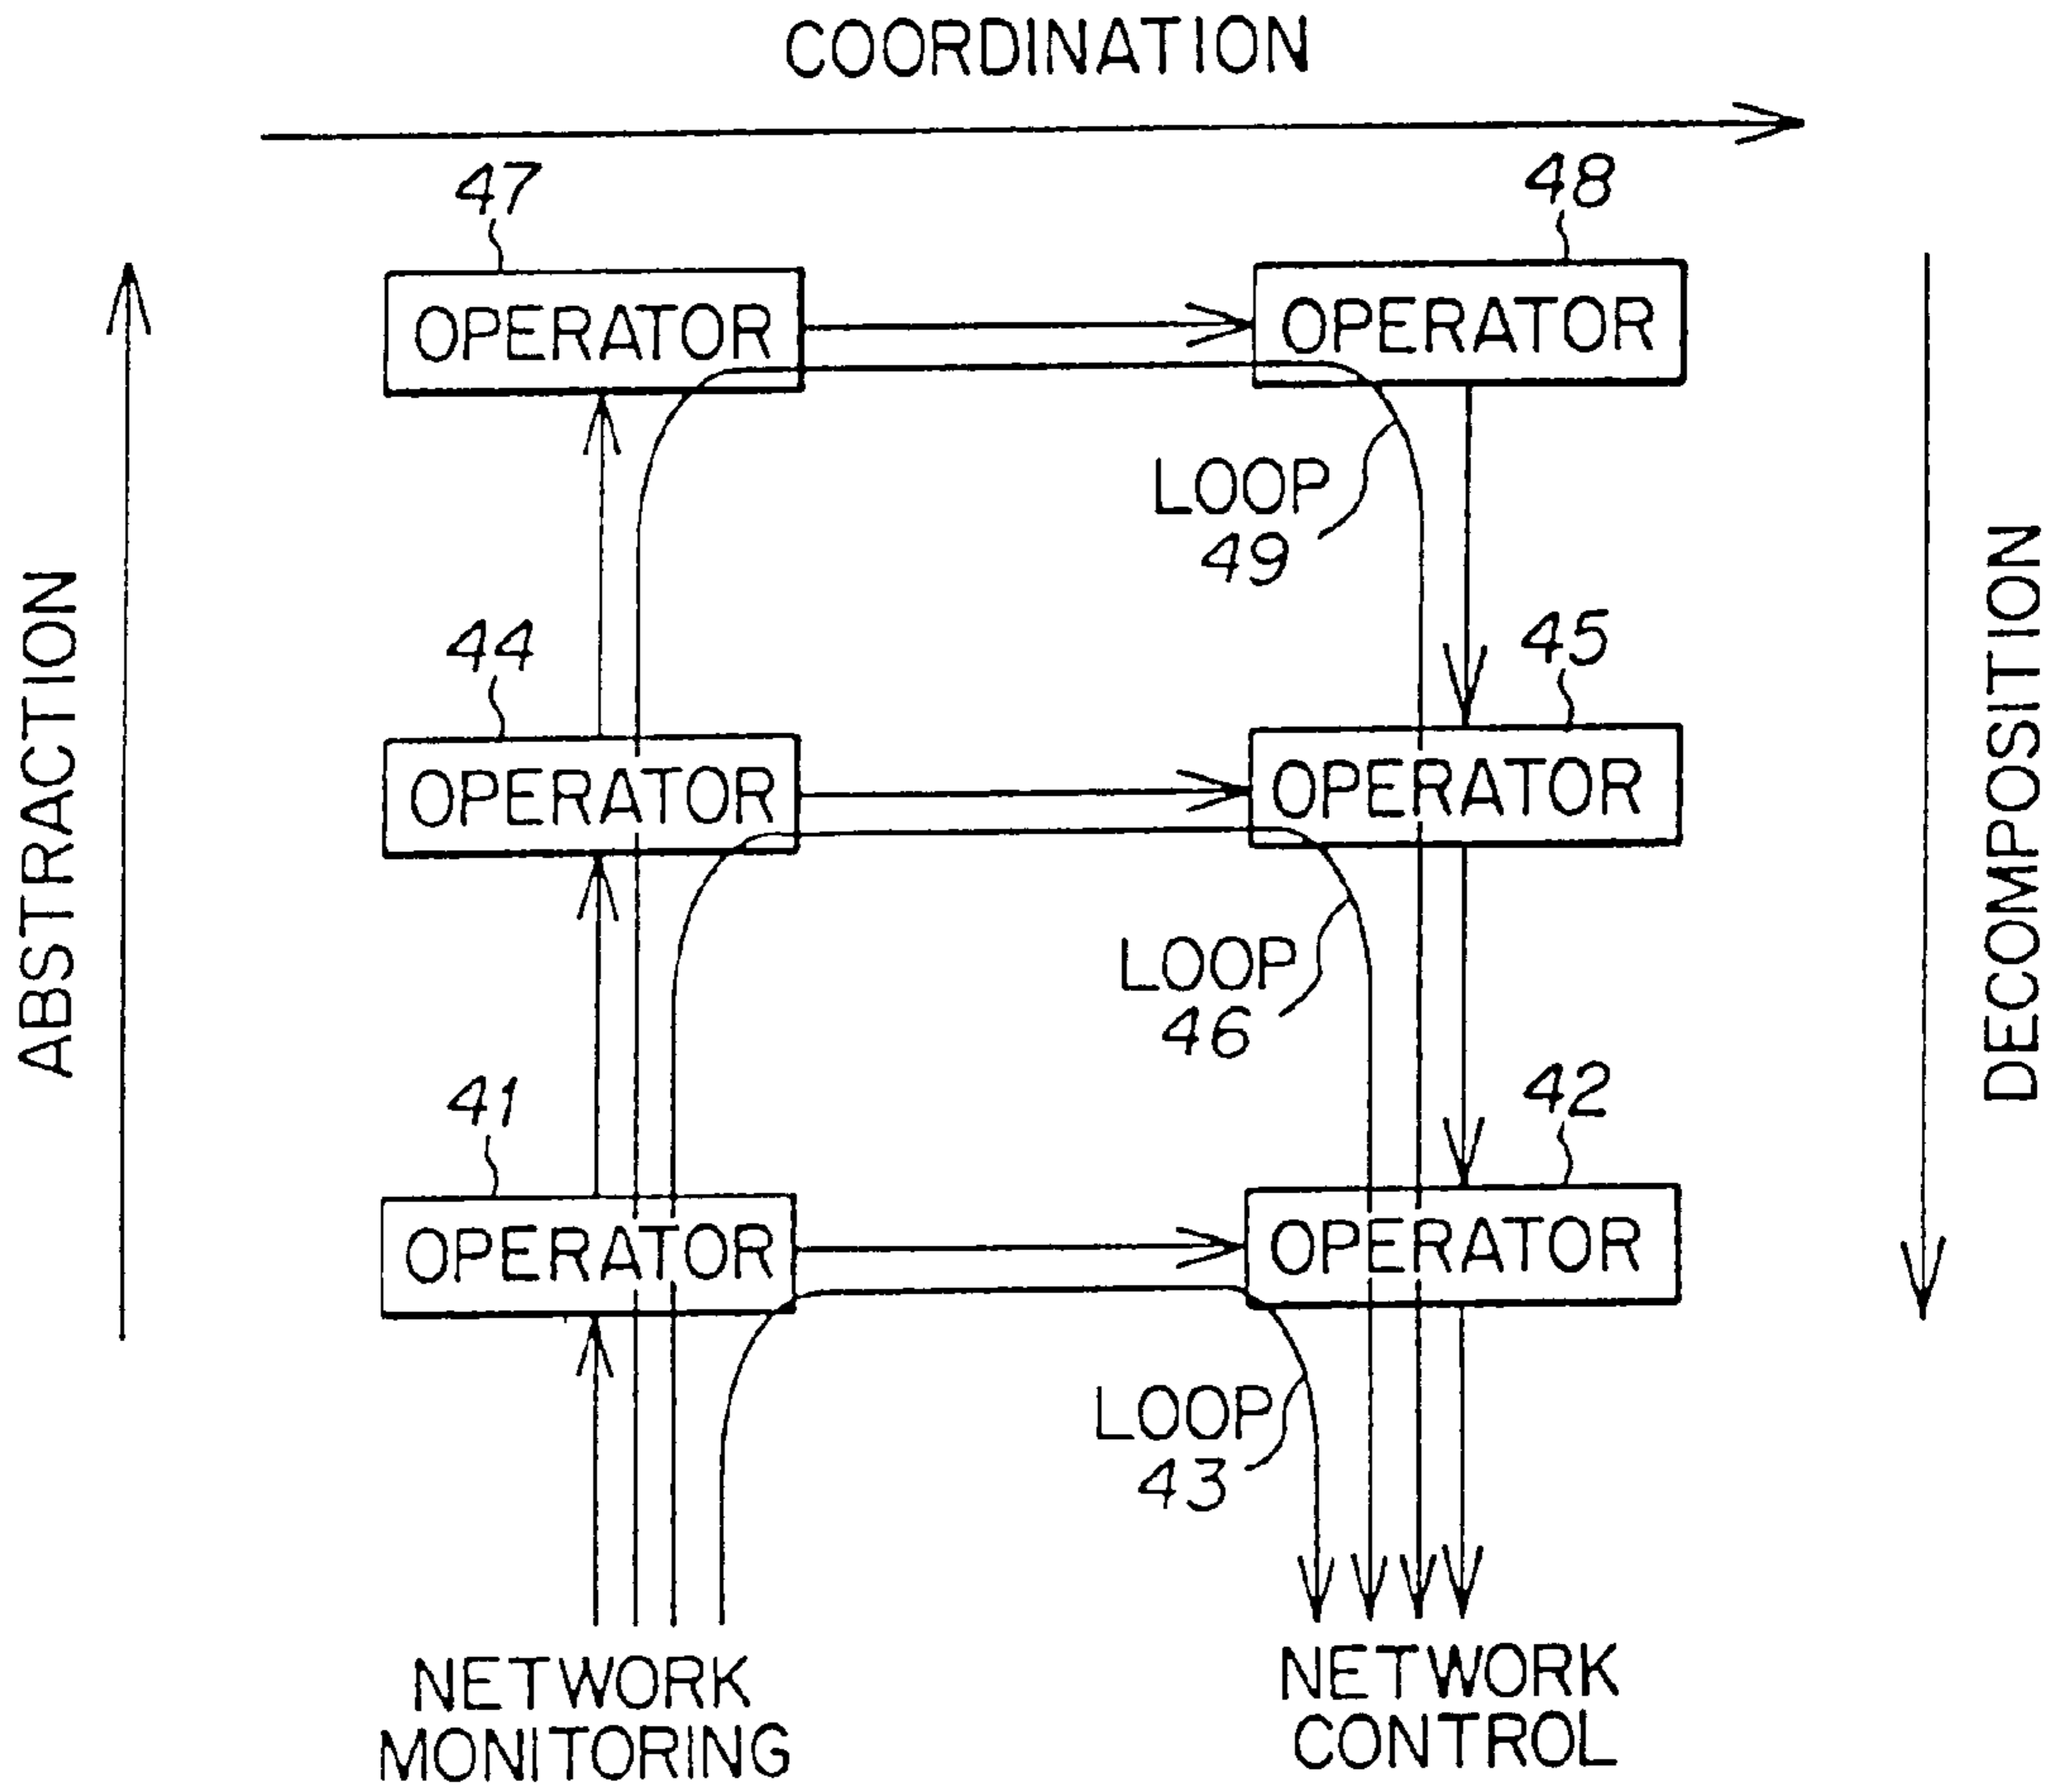 COORDINATION
47
48
OPERATOR
OPERATOR
LOOP
49
ABSTRACTION
DECOMPOSITION
44
45
OPERATOR
OPERATOR
LOOP
46
41
42
OPERATOR
OPERATOR
LOOP
43
NETWORK
MONITORING
NETWORK
CONTROL